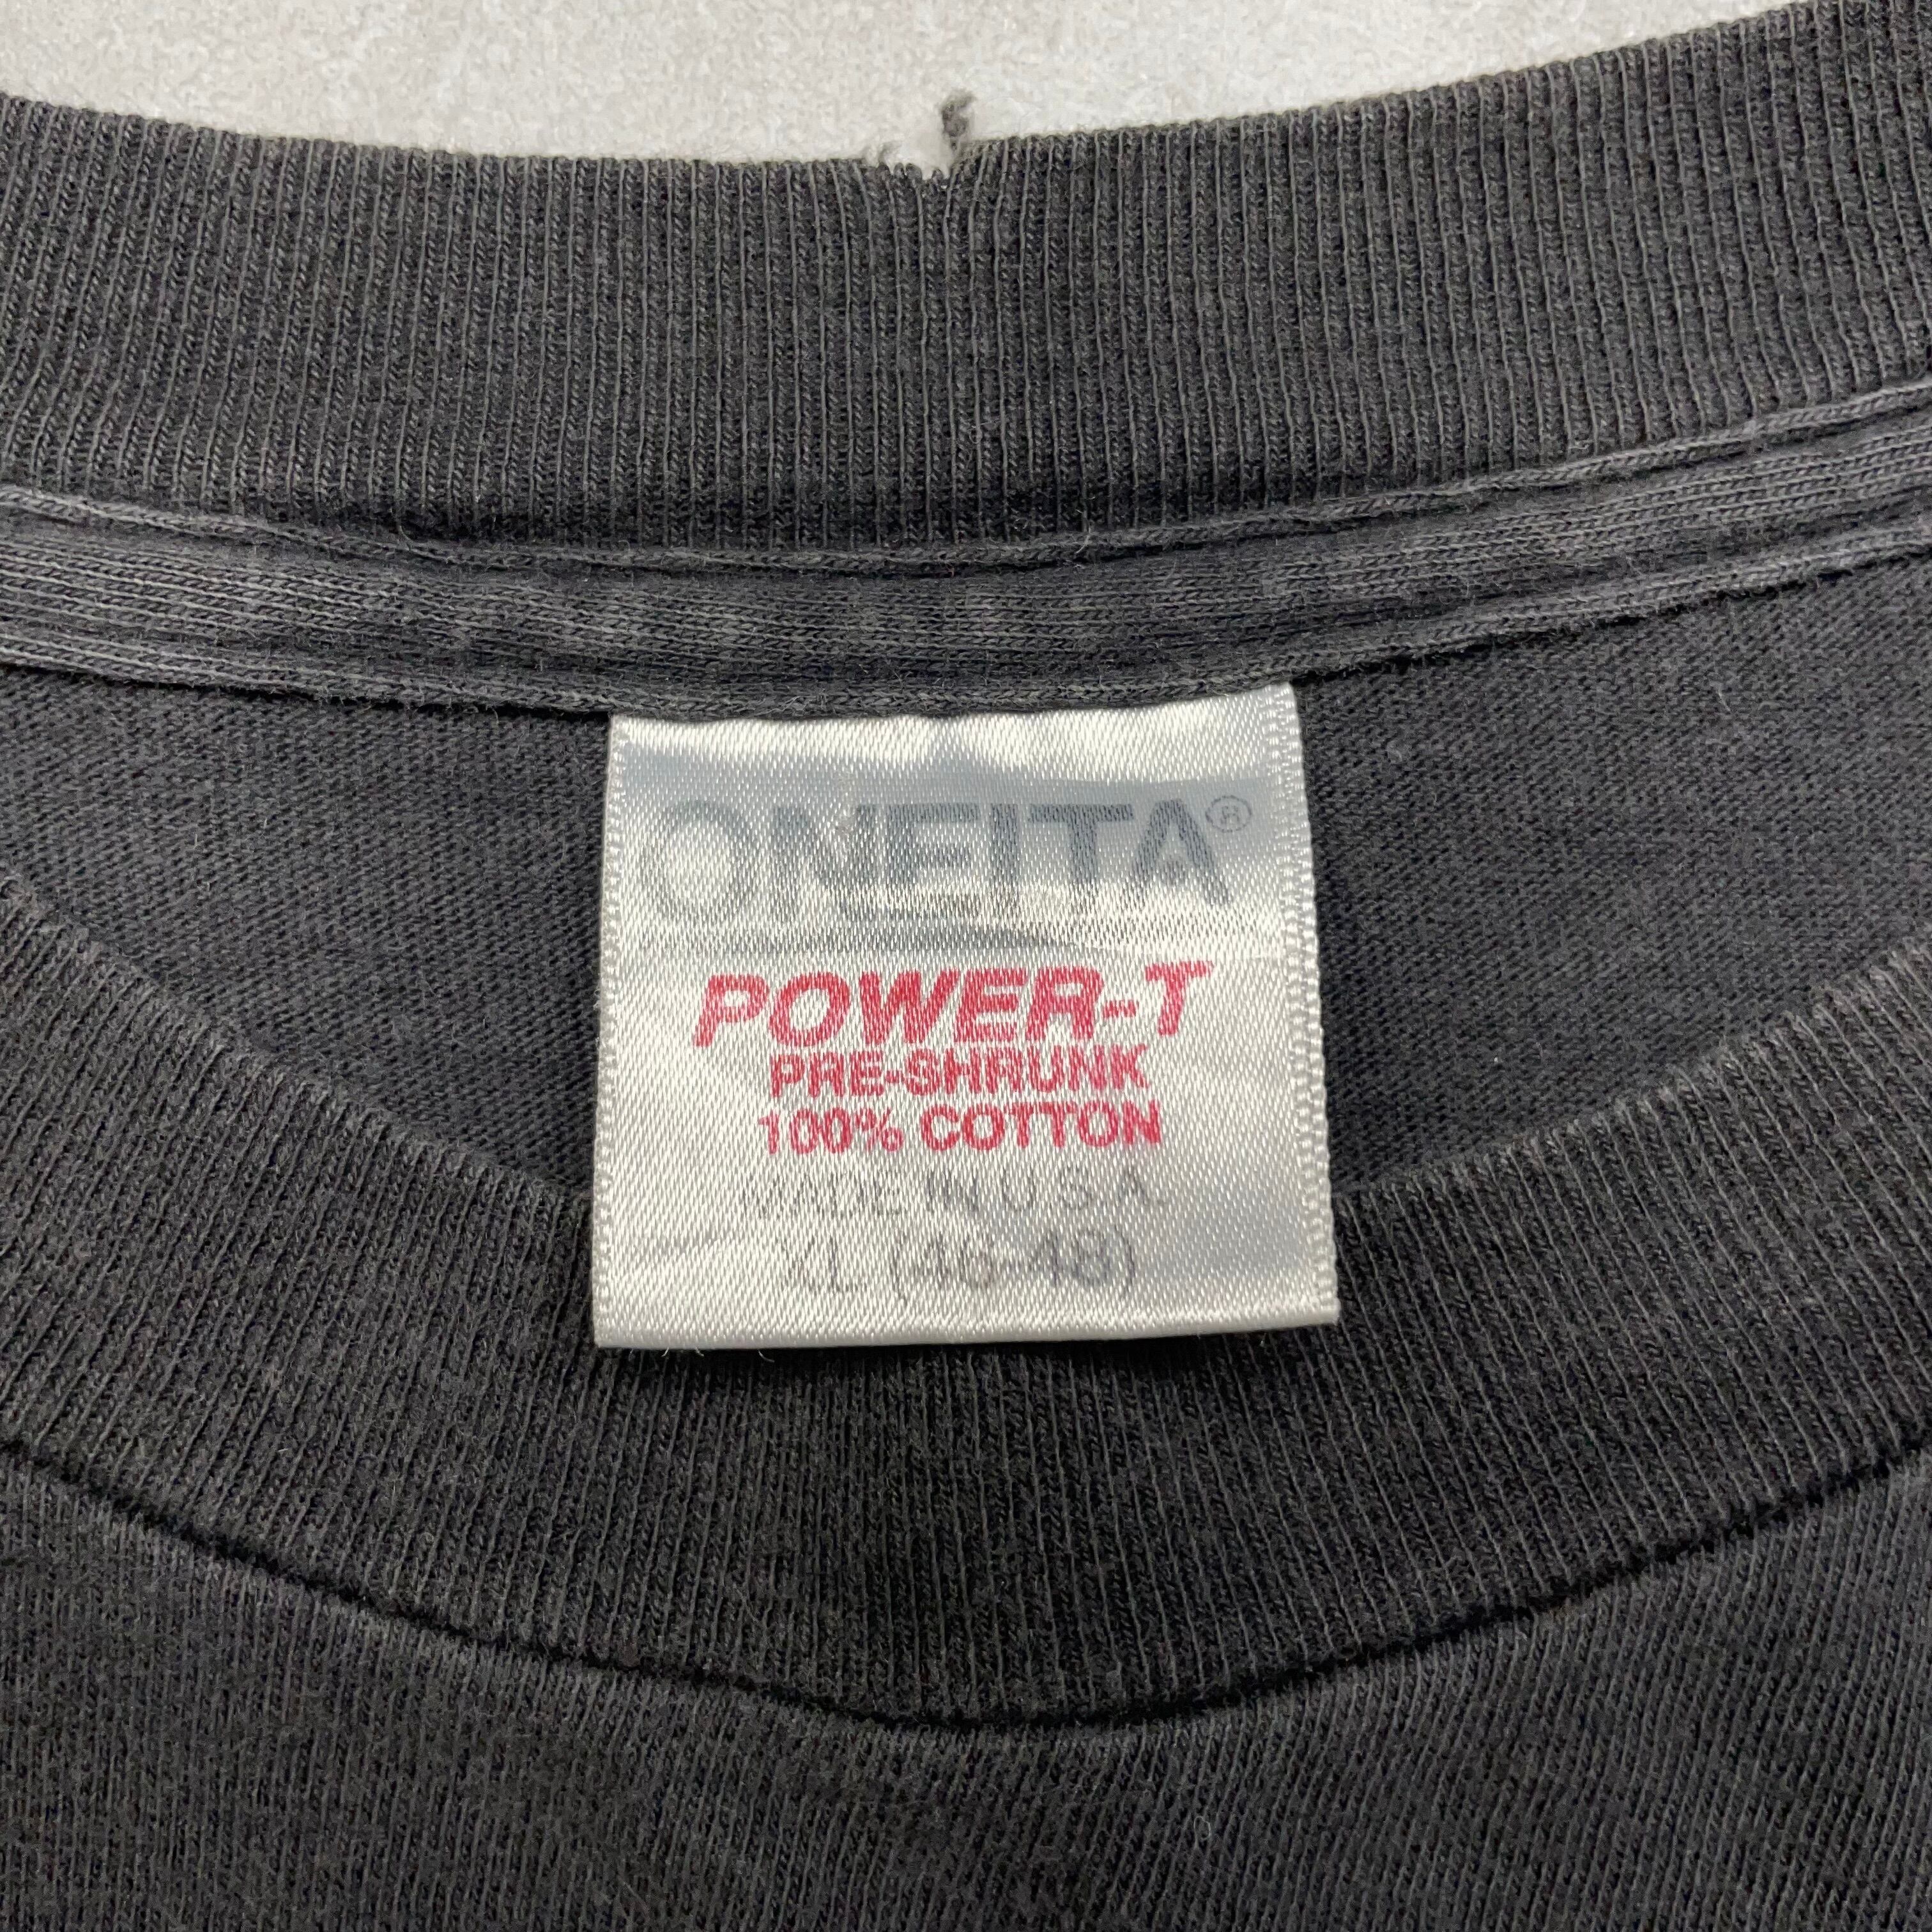 ONEITA®
POWER-T
PRE-SHRUNK
100% COTTON
MADE IN U.S.A.
XL (46-48)